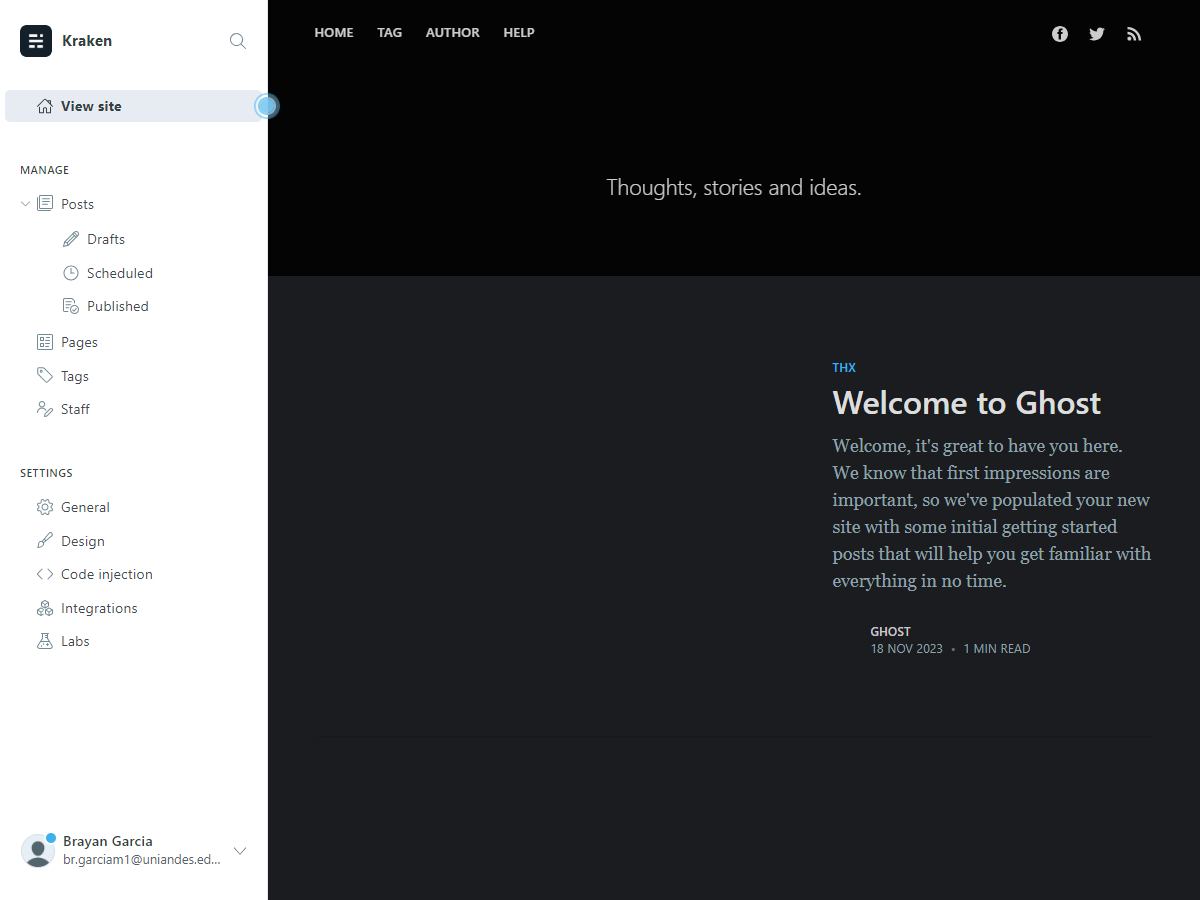 Kraken
View site
MANAGE
Posts
Drafts
Scheduled
Published
Pages
Tags
Staff
SETTINGS
General
Design
Code injection
Integrations
Labs
Brayan Garcia
br.garciam1@uniandes.ed...
HOME TAG AUTHOR HELP
Thoughts, stories and ideas.
THX
Welcome to Ghost
Welcome, it's great to have you here.
We know that first impressions are
important, so we've populated your new
site with some initial getting started
posts that will help you get familiar with
everything in no time.
GHOST
18 NOV 2023 • 1 MIN READ